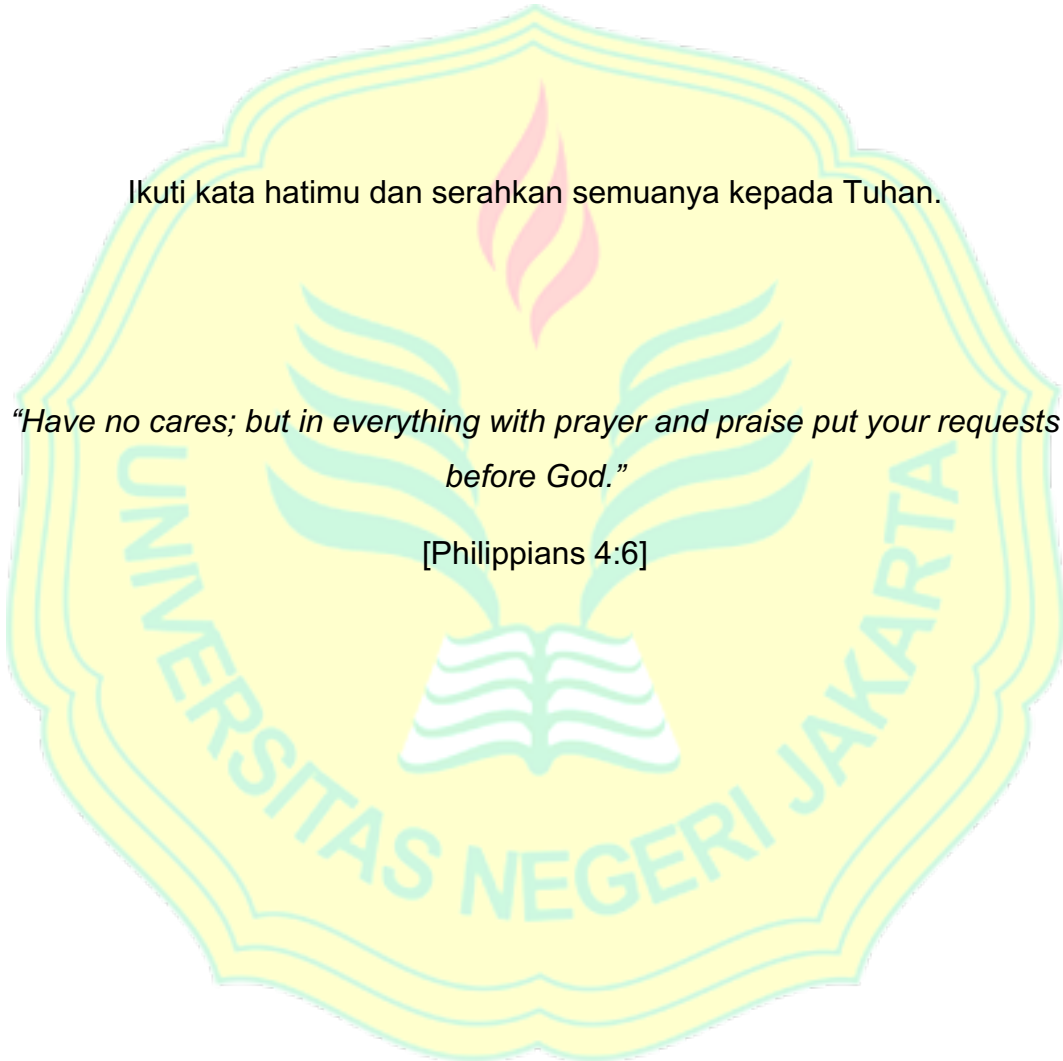 Ikuti kata hatimu dan serahkan semuanya kepada Tuhan.
“Have no cares; but in everything with prayer and praise put your requests
before God.”
[Philippians 4:6]
UNIVERSITAS NEGERI JAKARTA